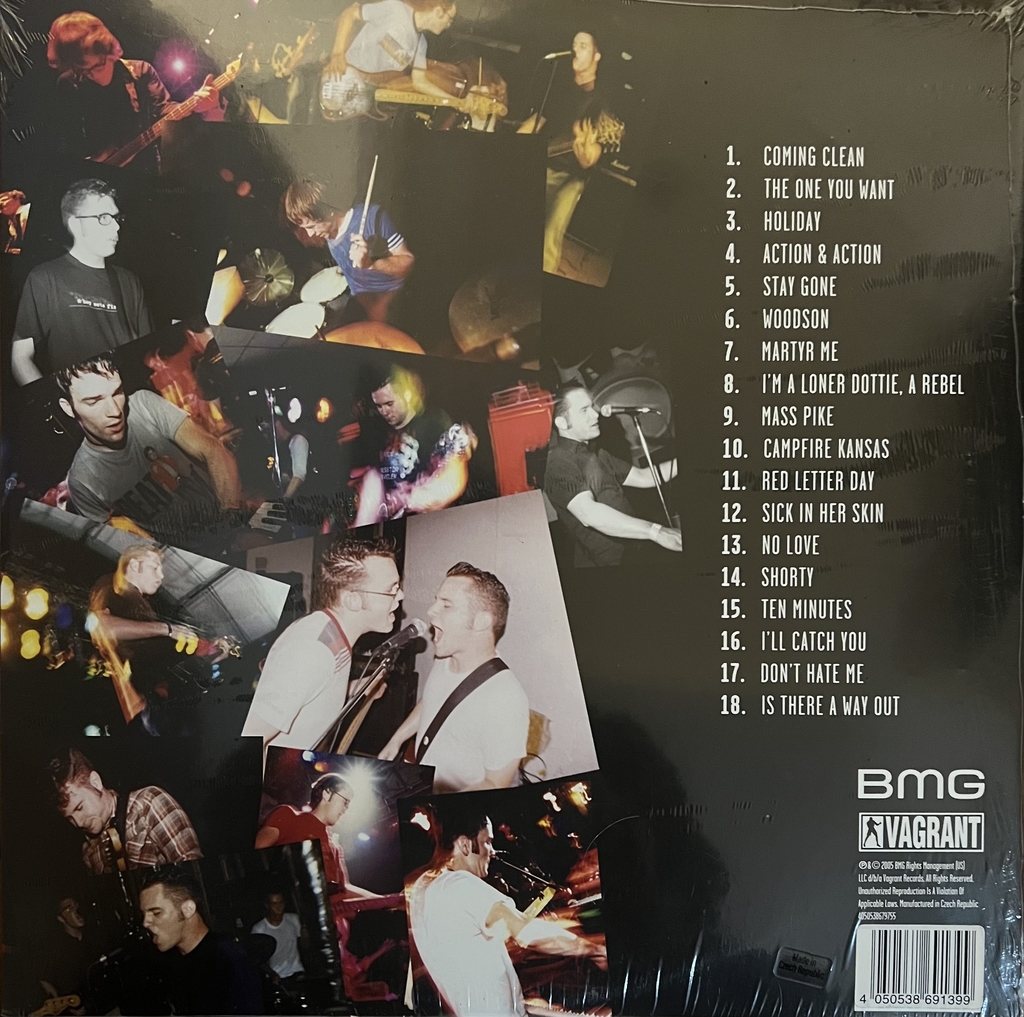 1. COMING CLEAN
2. THE ONE YOU WANT
3. HOLIDAY
4. ACTION & ACTION
5. STAY GONE
6. WOODSON
7. MARTYR ME
8. I'M A LONER DOTTIE, A REBEL
9. MASS PIKE
10. CAMPFIRE KANSAS
11. RED LETTER DAY
12. SICK IN HER SKIN
13. NO LOVE
14. SHORTY
15. TEN MINUTES
16. I'LL CATCH YOU
17. DON'T HATE ME
18. IS THERE A WAY OUT
BMG
VAGRANT
℗ & © 2005 BMG Rights Management (US)
LLC d/b/a Vagrant Records. All Rights Reserved.
Unauthorized Reproduction Is A Violation Of
Applicable Laws. Manufactured in Czech Republic
4050538679755
Made in
Czech Republic
4 050538 691399